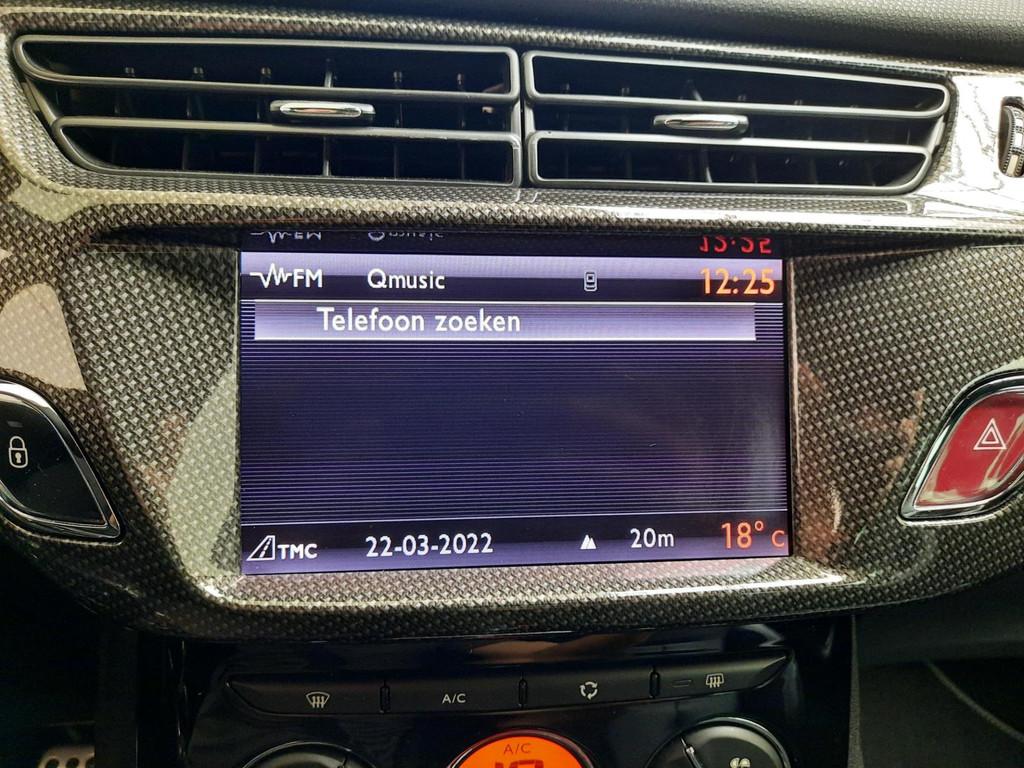 FM Qmusic 12:25
Telefoon zoeken
TMC 22-03-2022 20m 18° C
A/C
A/C